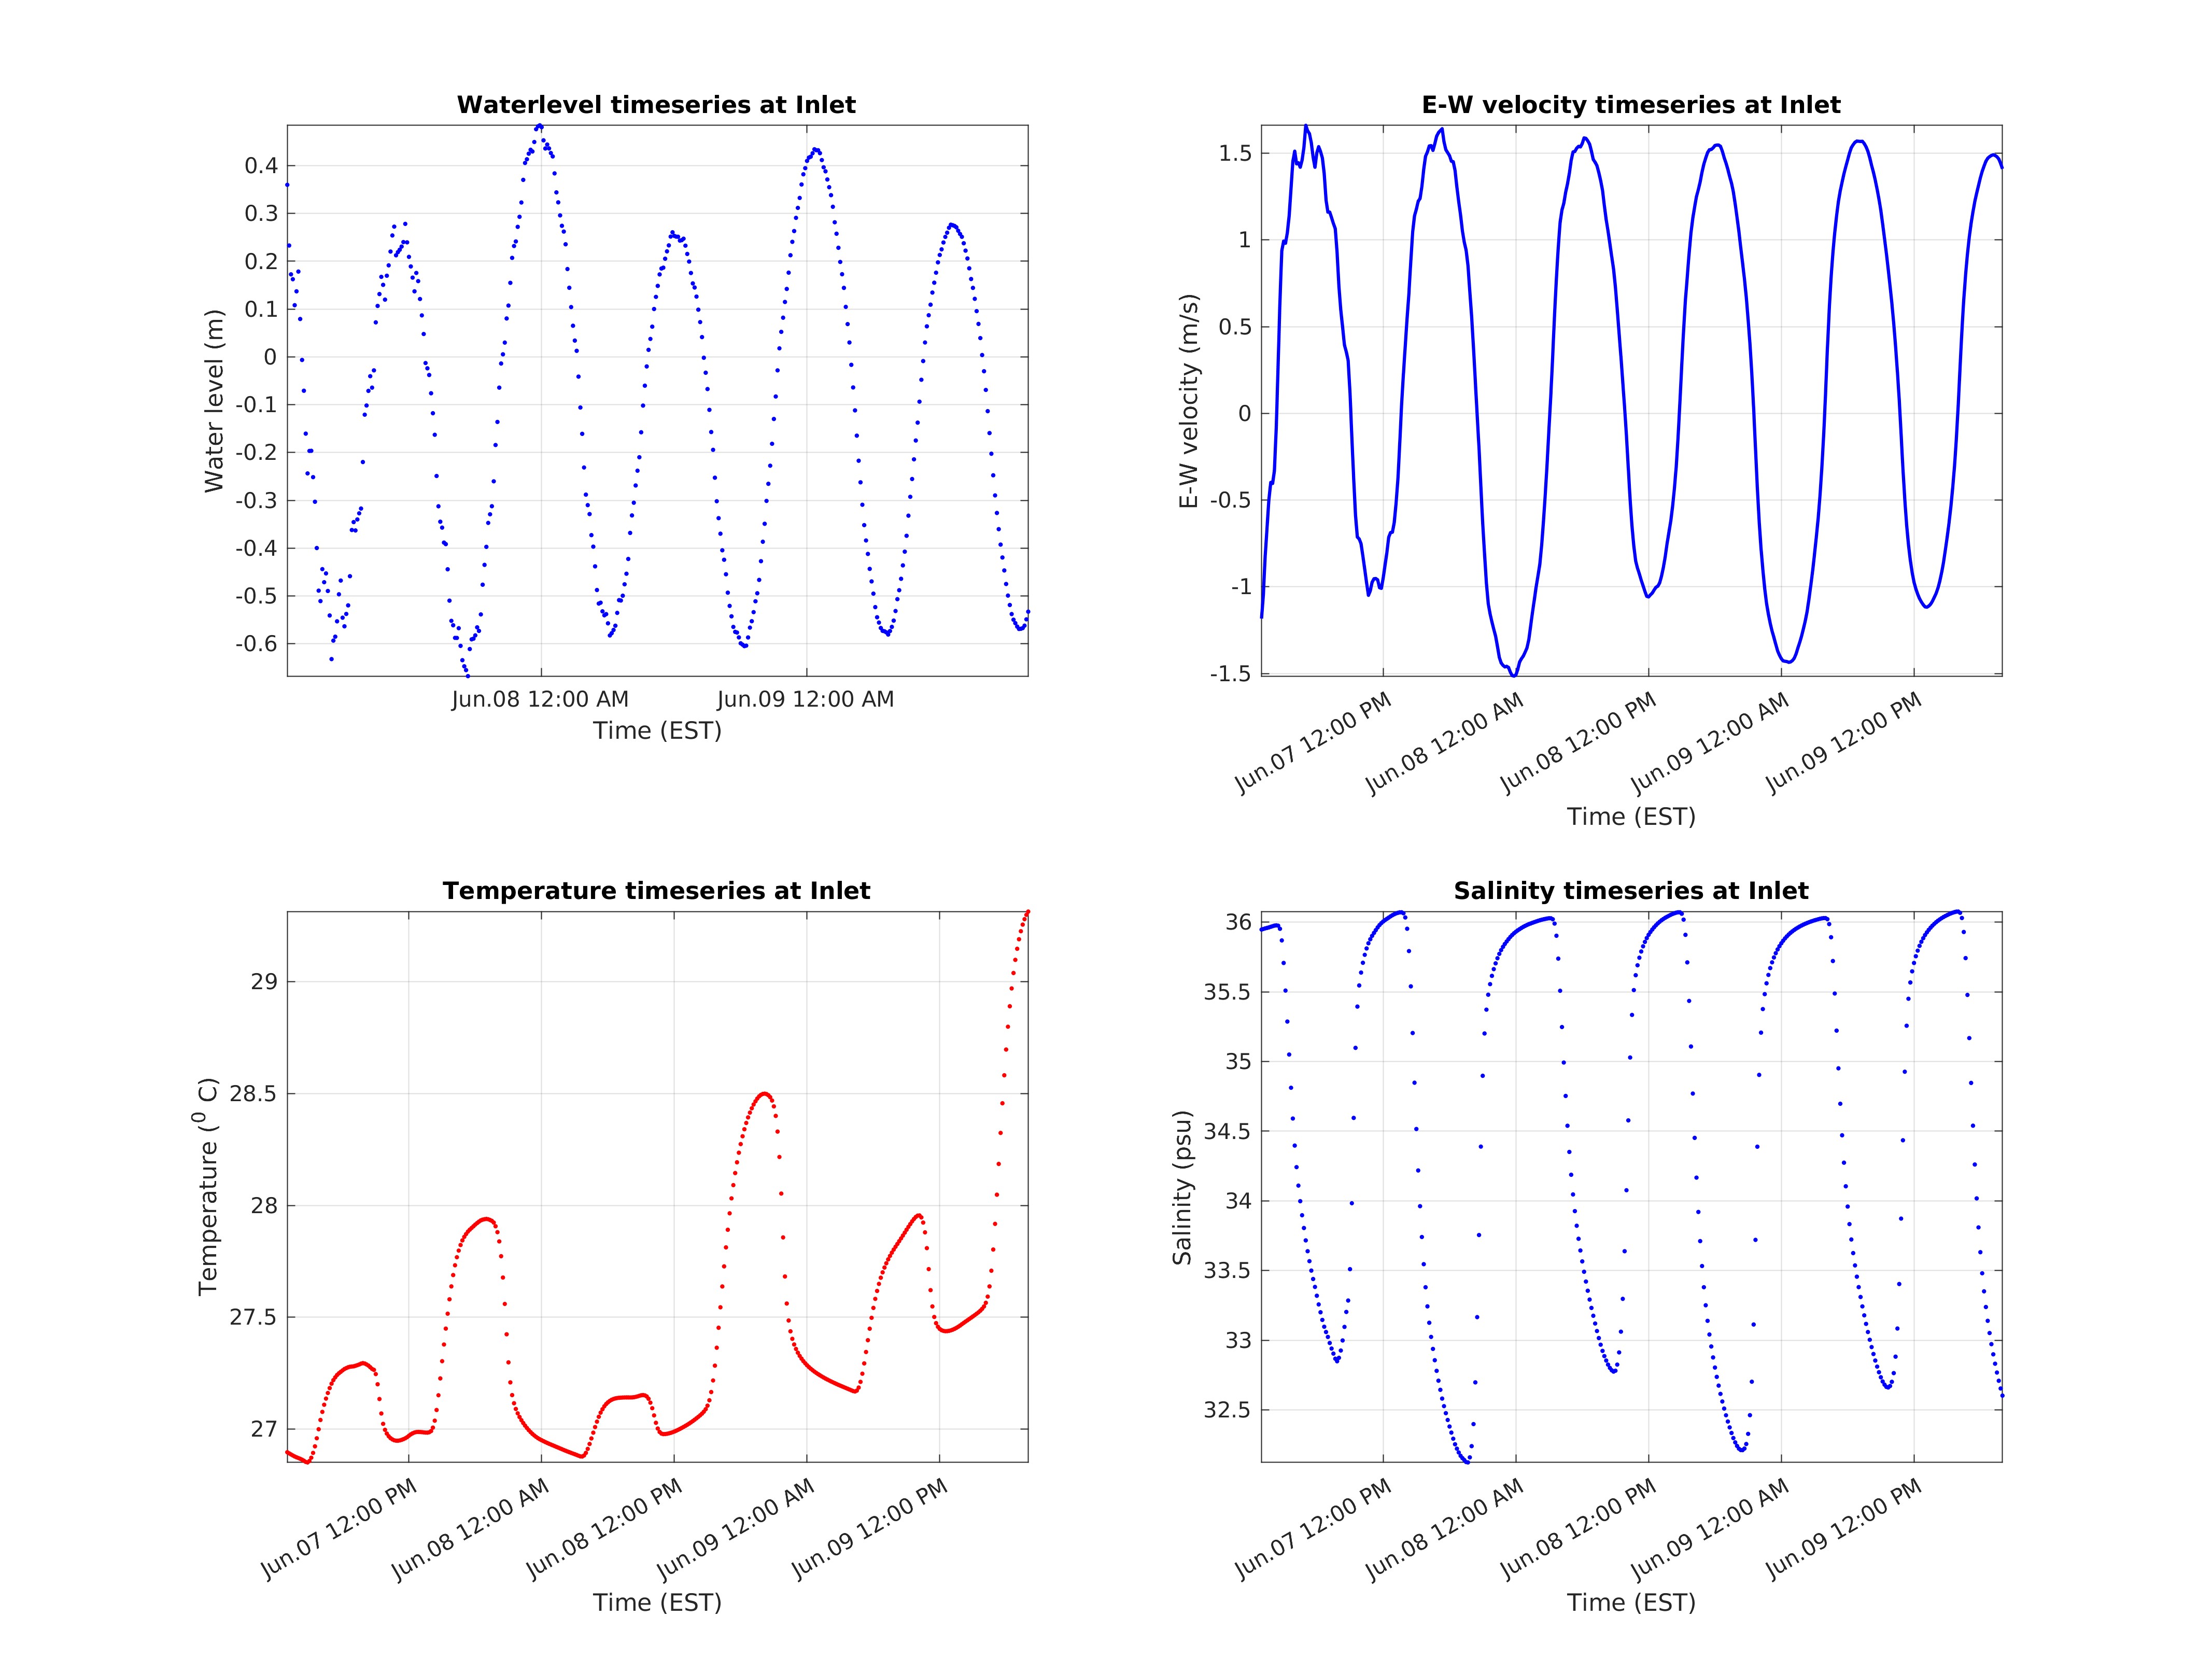 Waterlevel timeseries at Inlet
0.4
0.3
0.2
0.1
0
-0.1
-0.2
-0.3
-0.4
-0.5
-0.6
Water level (m)
Jun.08 12:00 AM
Jun.09 12:00 AM
Time (EST)
E-W velocity timeseries at Inlet
1.5
1
0.5
0
-0.5
-1
-1.5
E-W velocity (m/s)
Jun.07 12:00 PM
Jun.08 12:00 AM
Jun.08 12:00 PM
Jun.09 12:00 AM
Jun.09 12:00 PM
Time (EST)
Temperature timeseries at Inlet
29
28.5
28
27.5
27
Temperature (⁰ C)
Jun.07 12:00 PM
Jun.08 12:00 AM
Jun.08 12:00 PM
Jun.09 12:00 AM
Jun.09 12:00 PM
Time (EST)
Salinity timeseries at Inlet
36
35.5
35
34.5
34
33.5
33
32.5
Salinity (psu)
Jun.07 12:00 PM
Jun.08 12:00 AM
Jun.08 12:00 PM
Jun.09 12:00 AM
Jun.09 12:00 PM
Time (EST)